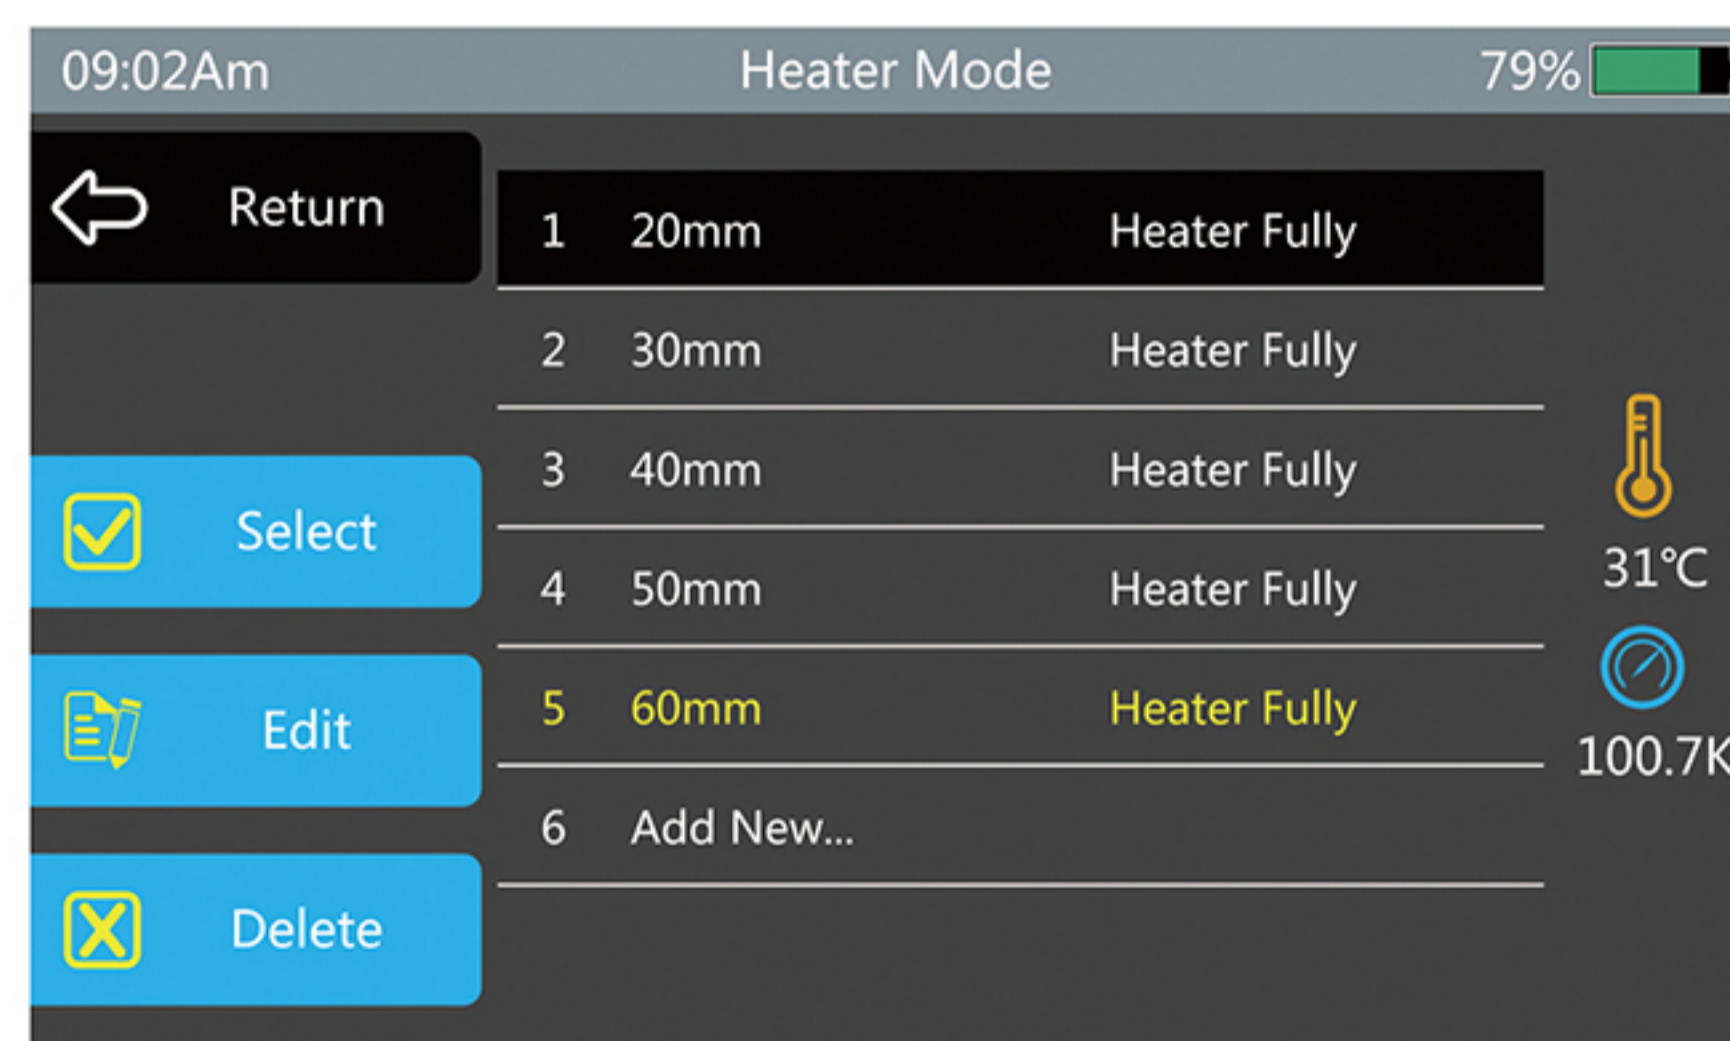 09:02Am Heater Mode 79%
Return
1 20mm Heater Fully
2 30mm Heater Fully
3 40mm Heater Fully
4 50mm Heater Fully
5 60mm Heater Fully
6 Add New...
Select
Edit
Delete
31℃
100.7K